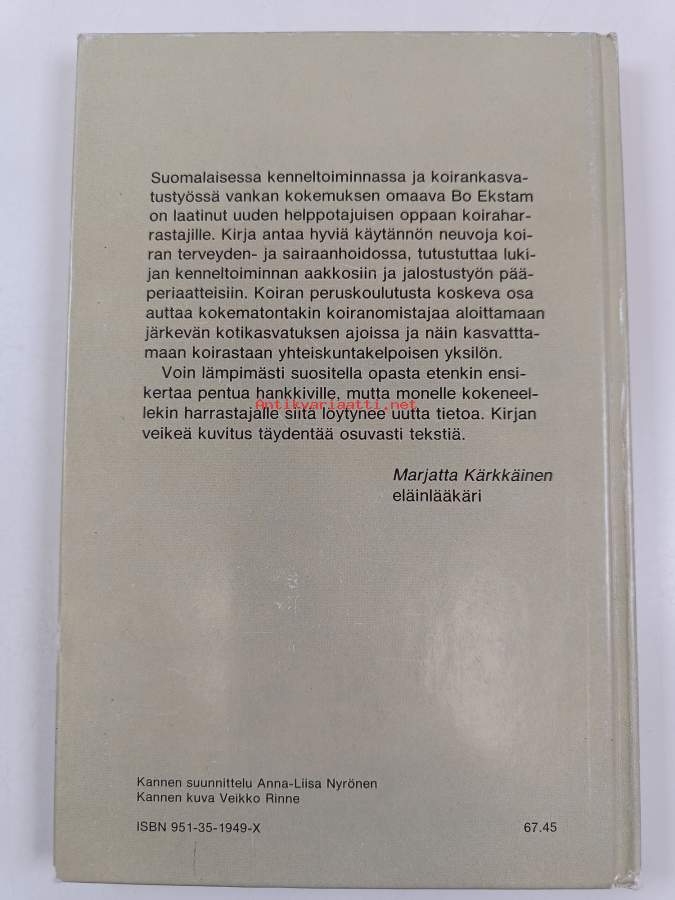 Suomalaisessa kenneltoiminnassa ja koirankasva-
tustyössä vankan kokemuksen omaava Bo Ekstam
on laatinut uuden helppotajuisen oppaan koirahar-
rastajille. Kirja antaa hyviä käytännön neuvoja koi-
ran terveyden- ja sairaanhoidossa, tutustuttaa luki-
jan kenneltoiminnan aakkosiin ja jalostustyön pää-
periaatteisiin. Koiran peruskoulutusta koskeva osa
auttaa kokematontakin koiranomistajaa aloittamaan
järkevän kotikasvatuksen ajoissa ja näin kasvattta-
maan koirastaan yhteiskuntakelpoisen yksilön.
Voin lämpimästi suositella opasta etenkin ensi-
kertaa pentua hankkiville, mutta monelle kokeneel-
Antikvariaatti.net
lekin harrastajalle siitä löytynee uutta tietoa. Kirjan
veikeä kuvitus täydentää osuvasti tekstiä.
Marjatta Kärkkäinen
eläinlääkäri
Kannen suunnittelu Anna-Liisa Nyrönen
Kannen kuva Veikko Rinne
ISBN 951-35-1949-X 67.45